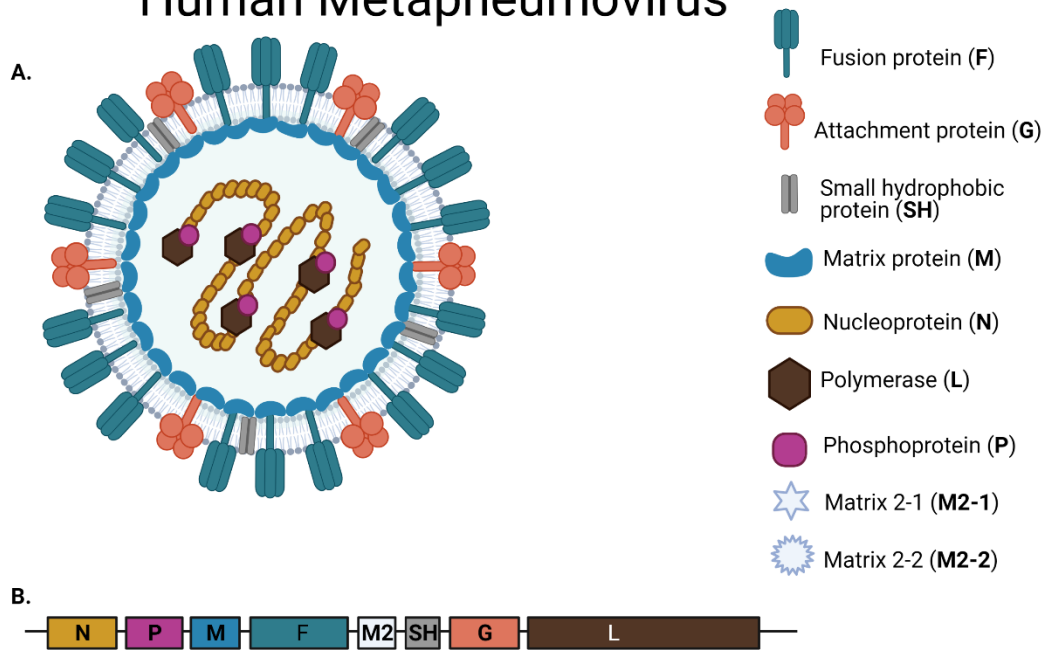 Human Metapneumovirus
A.
Fusion protein (F)
Attachment protein (G)
Small hydrophobic
protein (SH)
Matrix protein (M)
Nucleoprotein (N)
Polymerase (L)
Phosphoprotein (P)
Matrix 2-1 (M2-1)
Matrix 2-2 (M2-2)
B.
N P M F M2 SH G L